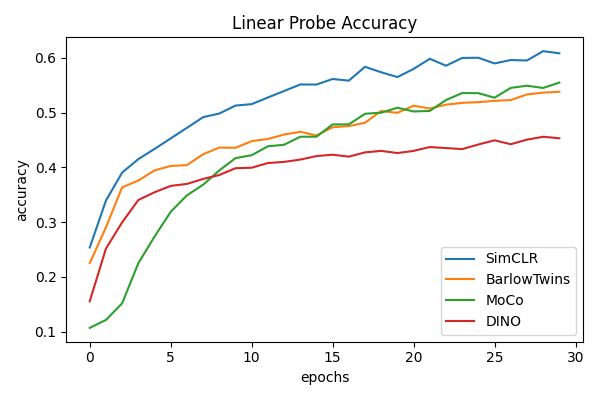 Linear Probe Accuracy
accuracy
0.6
0.5
0.4
0.3
0.2
0.1
SimCLR
BarlowTwins
MoCo
DINO
0 5 10 15 20 25 30
epochs